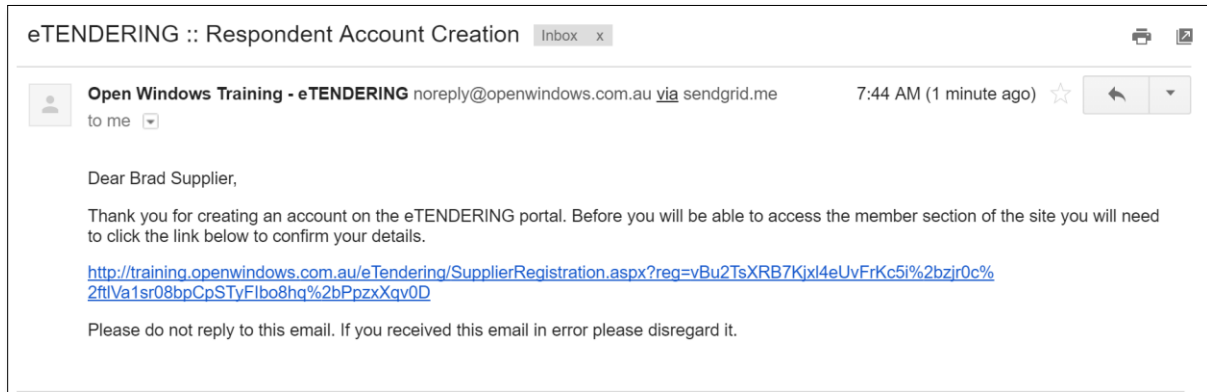 eTENDERING :: Respondent Account Creation Inbox x
Open Windows Training - eTENDERING noreply@openwindows.com.au via sendgrid.me 7:44 AM (1 minute ago)
to me
Dear Brad Supplier,
Thank you for creating an account on the eTENDERING portal. Before you will be able to access the member section of the site you will need
to click the link below to confirm your details.
http://training.openwindows.com.au/eTendering/SupplierRegistration.aspx?reg=vBu2TsXRB7Kjxl4eUvFrKc5i%2bzjr0c%
2ftlVa1sr08bpCpSTyFIbo8hq%2bPpzxXqv0D
Please do not reply to this email. If you received this email in error please disregard it.